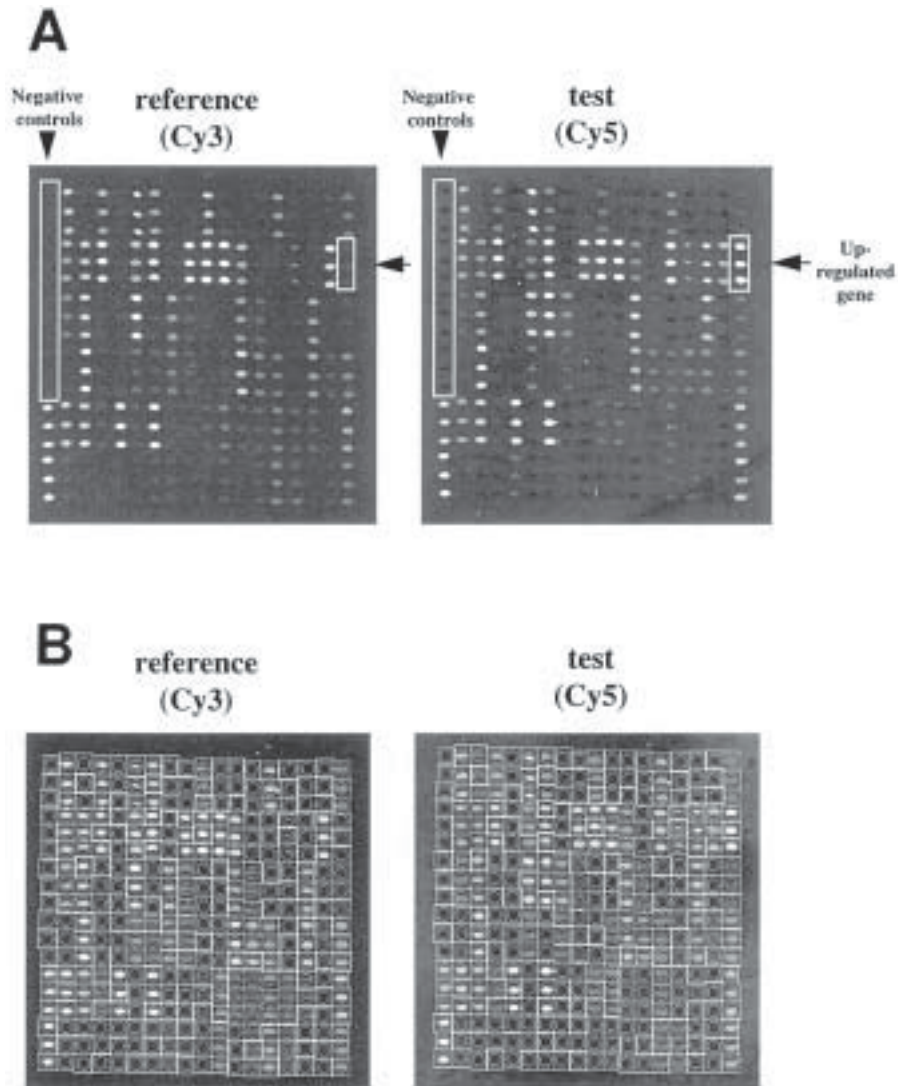 A
Negative
controls
reference
(Cy3)
Negative
controls
test
(Cy5)
Up-
regulated
gene
B
reference
(Cy3)
test
(Cy5)